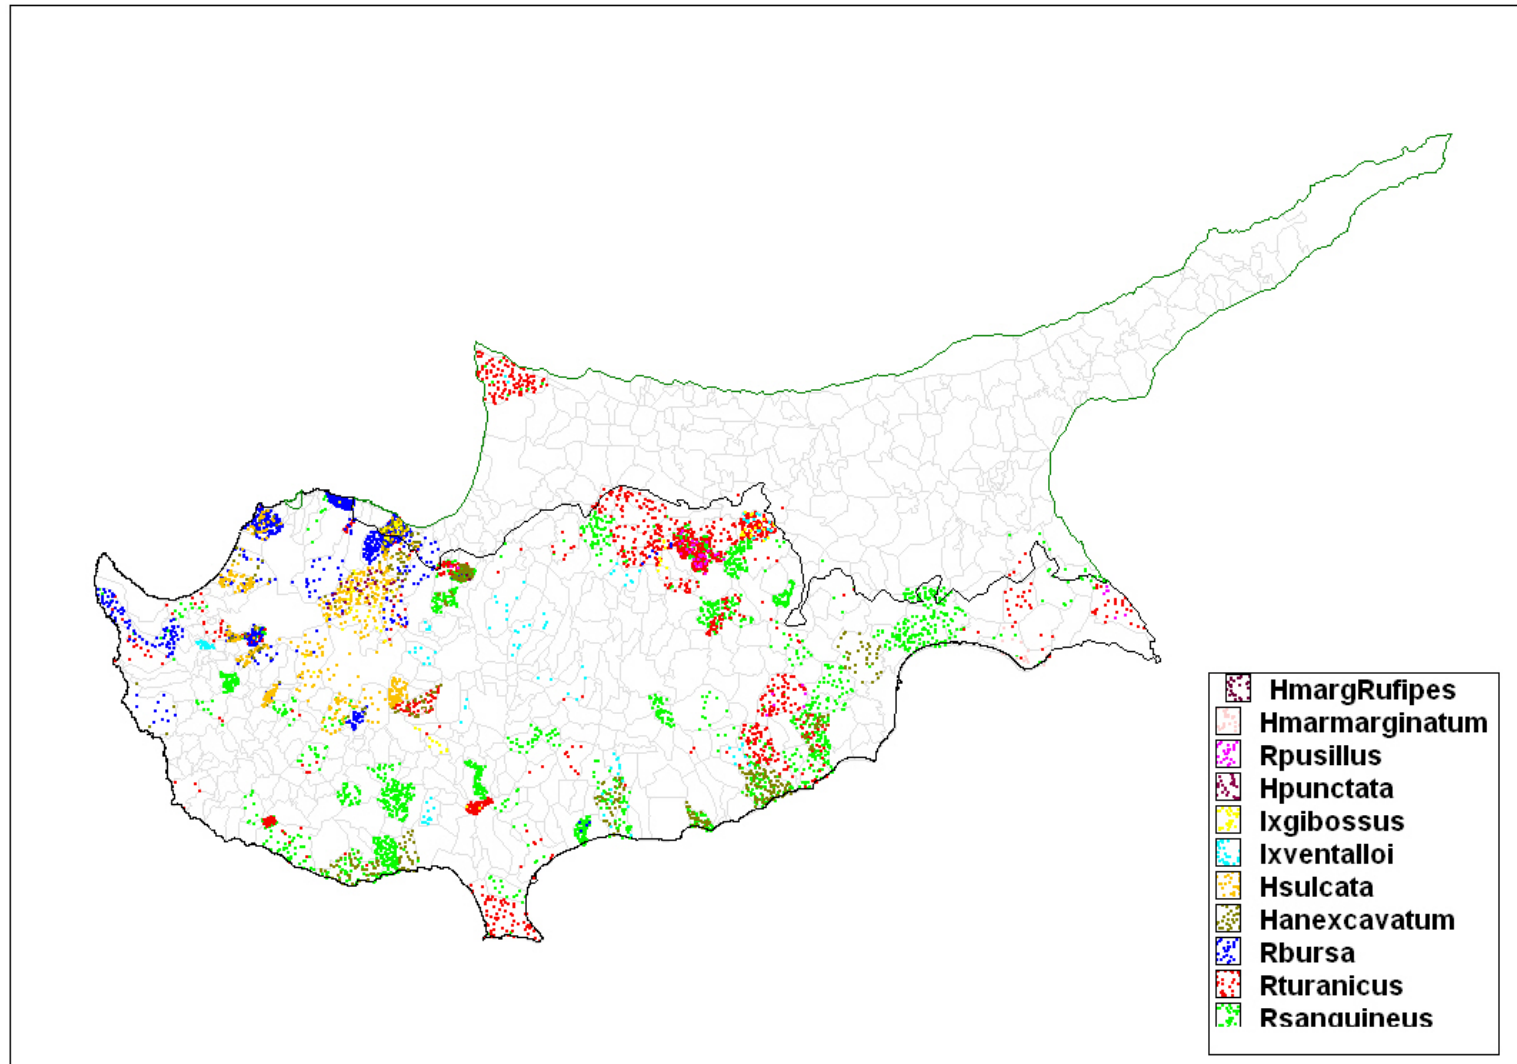 HmargRufipes
Hmarmarginatum
Rpusillus
Hpunctata
Ixgibossus
Ixventalloi
Hsulcata
Hanexcavatum
Rbursa
Rturanicus
Rsanguineus